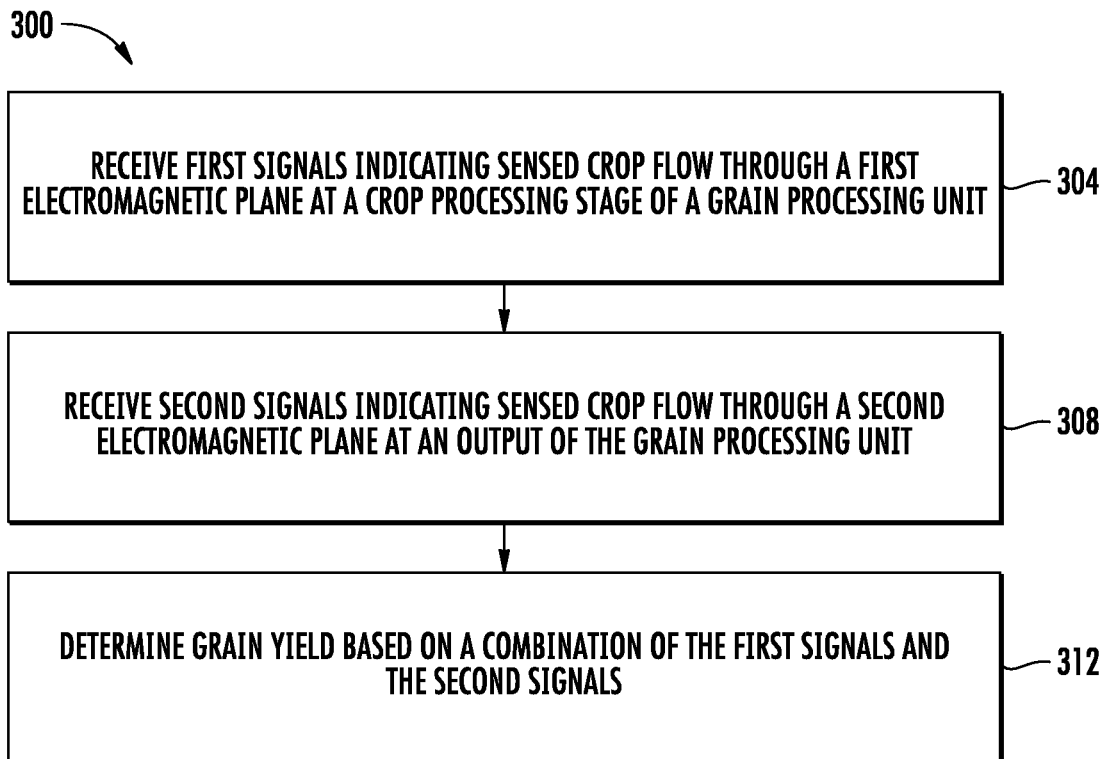 300
RECEIVE FIRST SIGNALS INDICATING SENSED CROP FLOW THROUGH A FIRST
ELECTROMAGNETIC PLANE AT A CROP PROCESSING STAGE OF A GRAIN PROCESSING UNIT
304
RECEIVE SECOND SIGNALS INDICATING SENSED CROP FLOW THROUGH A SECOND
ELECTROMAGNETIC PLANE AT AN OUTPUT OF THE GRAIN PROCESSING UNIT
308
DETERMINE GRAIN YIELD BASED ON A COMBINATION OF THE FIRST SIGNALS AND
THE SECOND SIGNALS
312